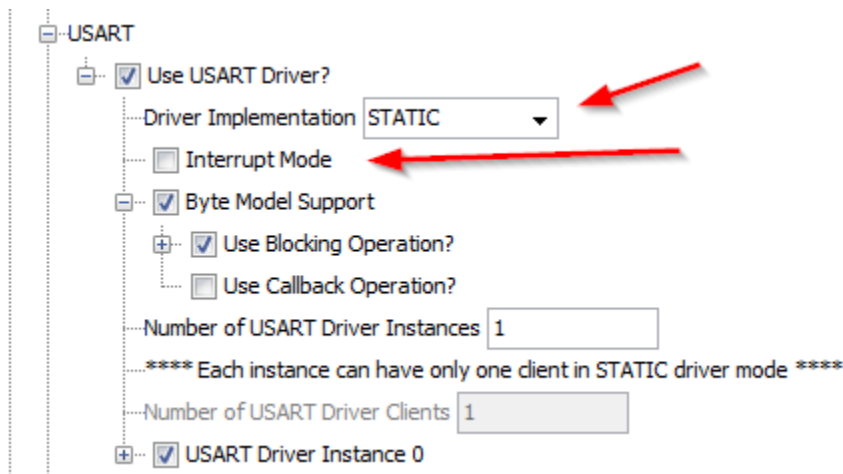 USART
Use USART Driver?
Driver Implementation STATIC
Interrupt Mode
Byte Model Support
Use Blocking Operation?
Use Callback Operation?
Number of USART Driver Instances 1
**** Each instance can have only one client in STATIC driver mode ****
Number of USART Driver Clients 1
USART Driver Instance 0